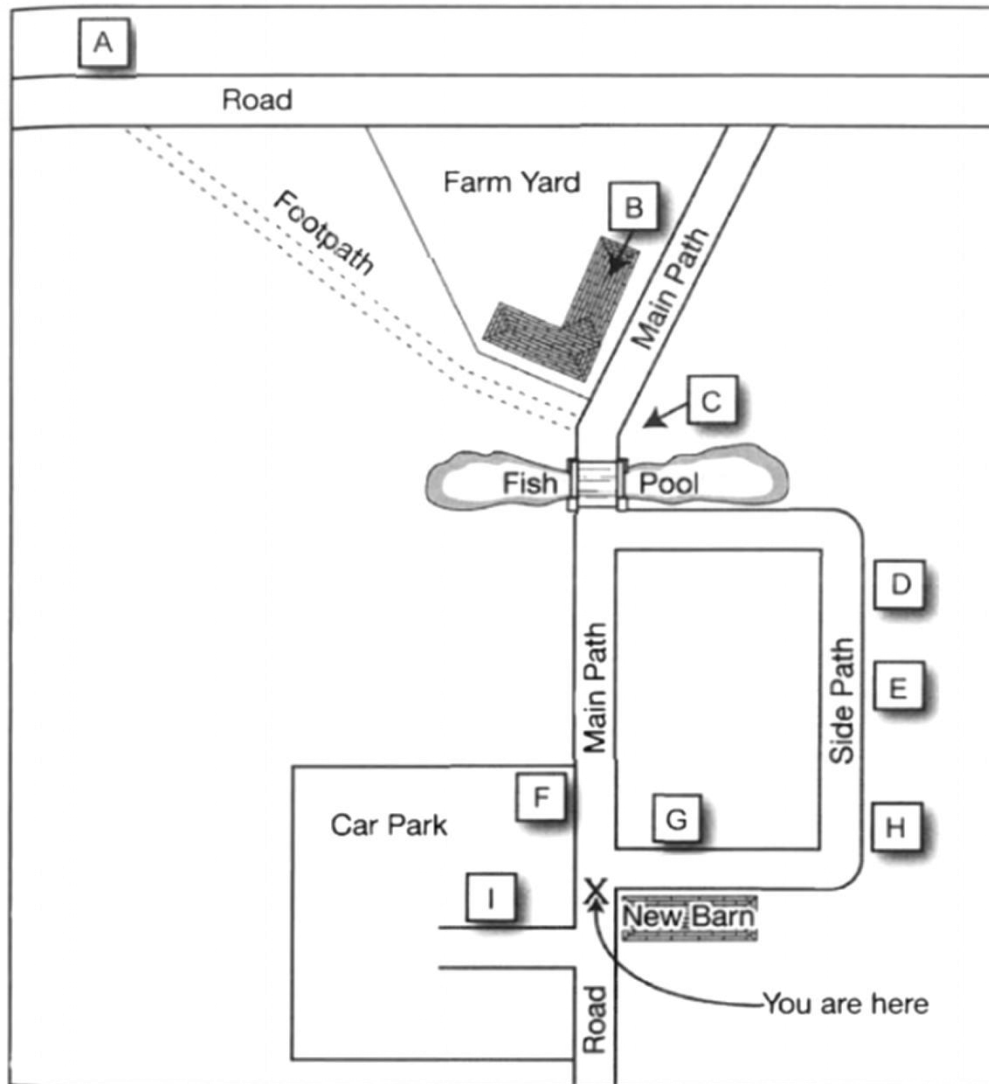 A
Road
Farm Yard
B
Footpath
Main Path
C
Fish
Pool
D
Main Path
Side Path
E
F
Car Park
G
H
I
X
New Barn
You are here
Road